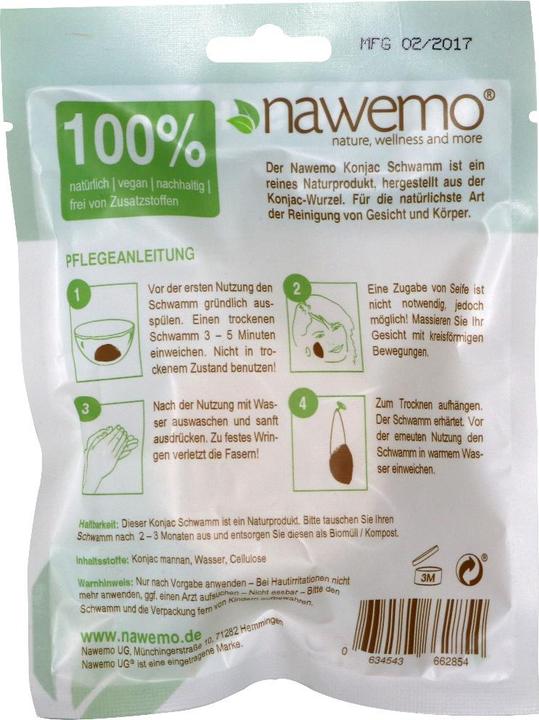 MFG 02/2017
nawemo®
nature, wellness and more
100%
natürlich | vegan | nachhaltig |
frei von Zusatzstoffen
Der Nawemo Konjac Schwamm ist ein
reines Naturprodukt, hergestellt aus der
Konjac-Wurzel. Für die natürlichste Art
der Reinigung von Gesicht und Körper.
PFLEGEANLEITUNG
1
Vor der ersten Nutzung den
Schwamm gründlich aus-
spülen. Einen trockenen
Schwamm 3 – 5 Minuten
einweichen. Nicht in tro-
ckenem Zustand benutzen!
2
Eine Zugabe von Seife ist
nicht notwendig, jedoch
möglich! Massieren Sie Ihr
Gesicht mit kreisförmigen
Bewegungen.
3
Nach der Nutzung mit Was-
ser auswaschen und sanft
ausdrücken. Zu festes Wrin-
gen verletzt die Fasern!
4
Zum Trocknen aufhängen.
Der Schwamm erhärtet. Vor
der erneuten Nutzung den
Schwamm in warmem Was-
ser einweichen.
Haltbarkeit: Dieser Konjac Schwamm ist ein Naturprodukt. Bitte tauschen Sie Ihren
Schwamm nach 2 – 3 Monaten aus und entsorgen Sie diesen als Biomüll / Kompost.
Inhaltsstoffe: Konjac mannan, Wasser, Cellulose
Warnhinweis: Nur nach Vorgabe anwenden – Bei Hautirritationen nicht
mehr anwenden, ggf. einen Arzt aufsuchen – Nicht essbar – Bitte den
Schwamm und die Verpackung fern von Kindern aufbewahren.
3M
www.nawemo.de
Nawemo UG, Münchingerstraße 10, 71282 Hemmingen
Nawemo UG® ist eine eingetragene Marke.
0 634543 662854